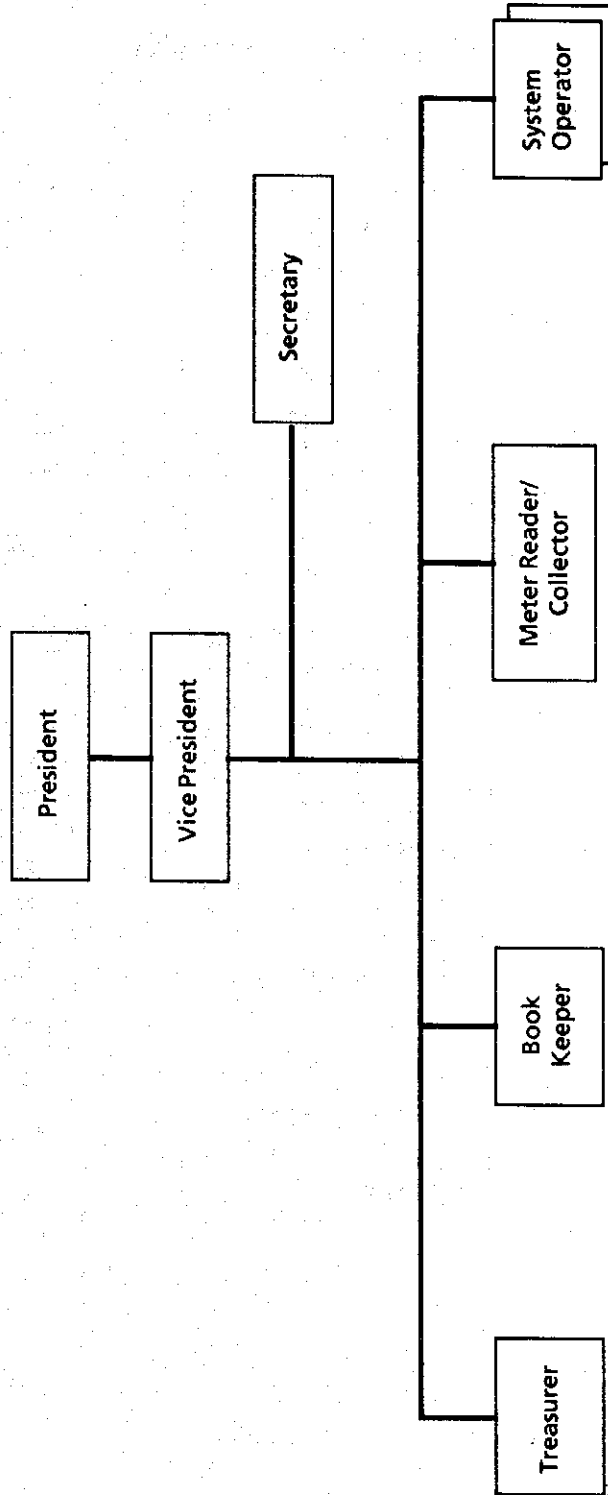 President
Vice President
Secretary
Treasurer
Book
Keeper
Meter Reader/
Collector
System
Operator